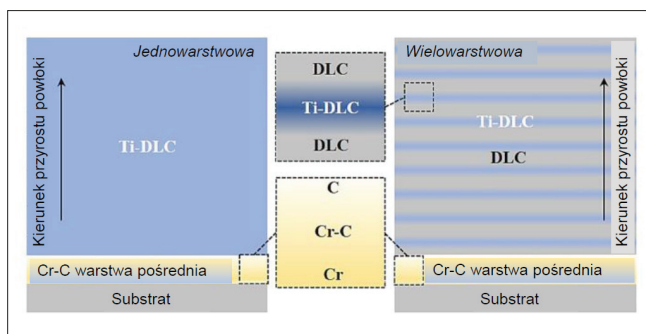 Jednowarstwowa
Kierunek przyrostu powłoki
Ti-DLC
Cr-C warstwa pośrednia
Substrat
DLC
Ti-DLC
DLC
C
Cr-C
Cr
Wielowarstwowa
Ti-DLC
DLC
Kierunek przyrostu powłoki
Cr-C warstwa pośrednia
Substrat